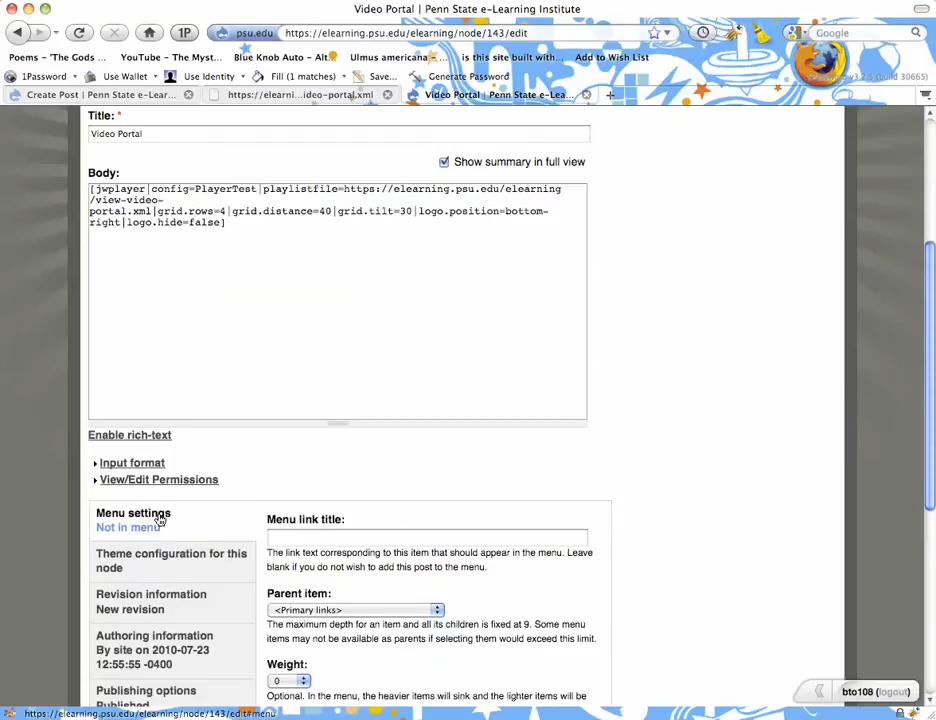 Video Portal | Penn State e-Learning Institute
1P
psu.edu
https://elearning.psu.edu/elearning/node/143/edit
Google
Poems - 'The Gods ...
YouTube - The Myst...
Blue Knob Auto - Alt...
Ulmus americana
is this site built with...
Add to Wish List
1Password
Use Wallet
Use Identity
Fill (1 matches)
Save...
Generate Password
(build 30665)
Create Post | Penn State e-Lear...
https://elearni...ideo-portal.xml
Video Portal | Penn State e-Lea...
Title: *
Video Portal
Show summary in full view
Body:
[jwplayer|config=PlayerTest|playlistfile=https://elearning.psu.edu/elearning
/view-video-
portal.xml|grid.rows=4|grid.distance=40|grid.tilt=30|logo.position=bottom-
right|logo.hide=false]
Enable rich-text
Input format
View/Edit Permissions
Menu settings
Not in menu
Theme configuration for this
node
Revision information
New revision
Authoring information
By site on 2010-07-23
12:55:55 -0400
Publishing options
Published
Menu link title:
The link text corresponding to this item that should appear in the menu. Leave
blank if you do not wish to add this post to the menu.
Parent item:
<Primary links>
The maximum depth for an item and all its children is fixed at 9. Some menu
items may not be available as parents if selecting them would exceed this limit.
Weight:
0
Optional. In the menu, the heavier items will sink and the lighter items will be
bto108 (logout)
https://elearning.psu.edu/elearning/node/143/edit#menu